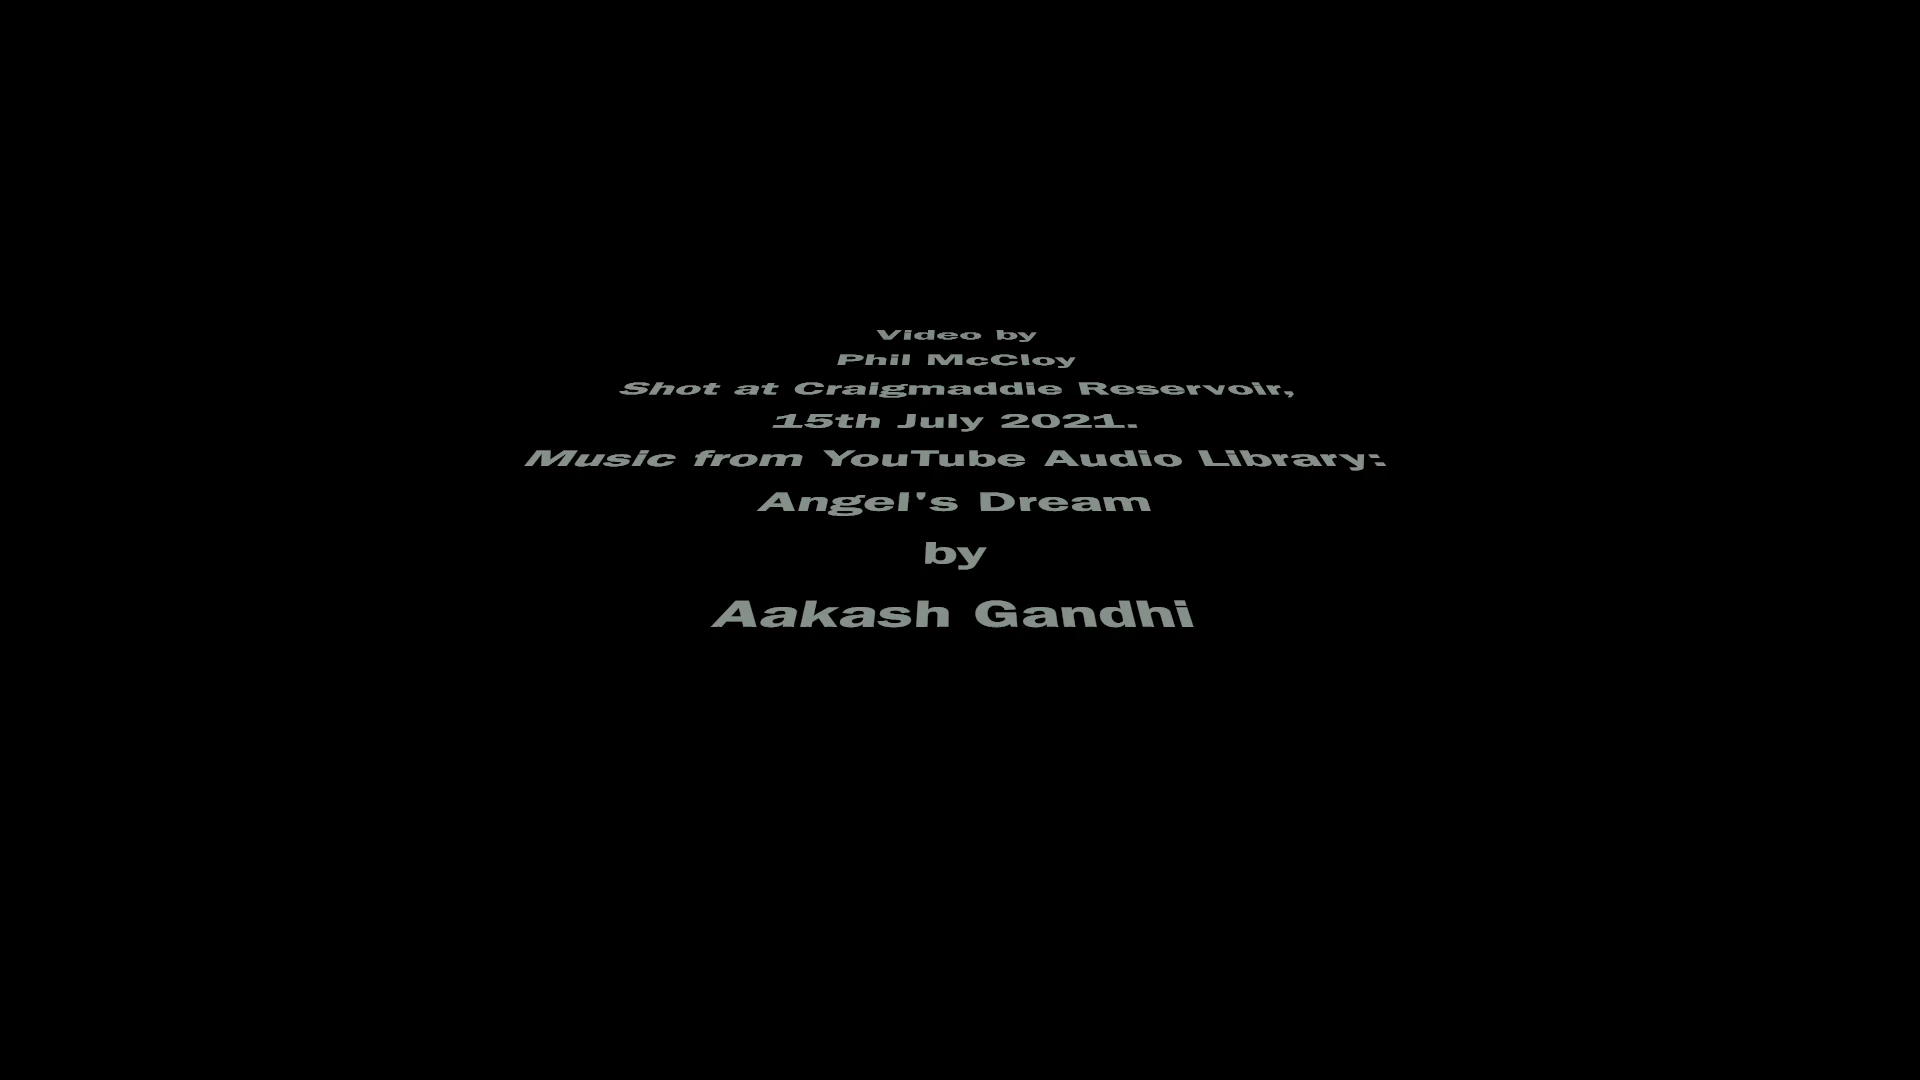 Video by
Phil McCloy
Shot at Craigmaddie Reservoir,
15th July 2021.
Music from YouTube Audio Library:
Angel's Dream
by
Aakash Gandhi